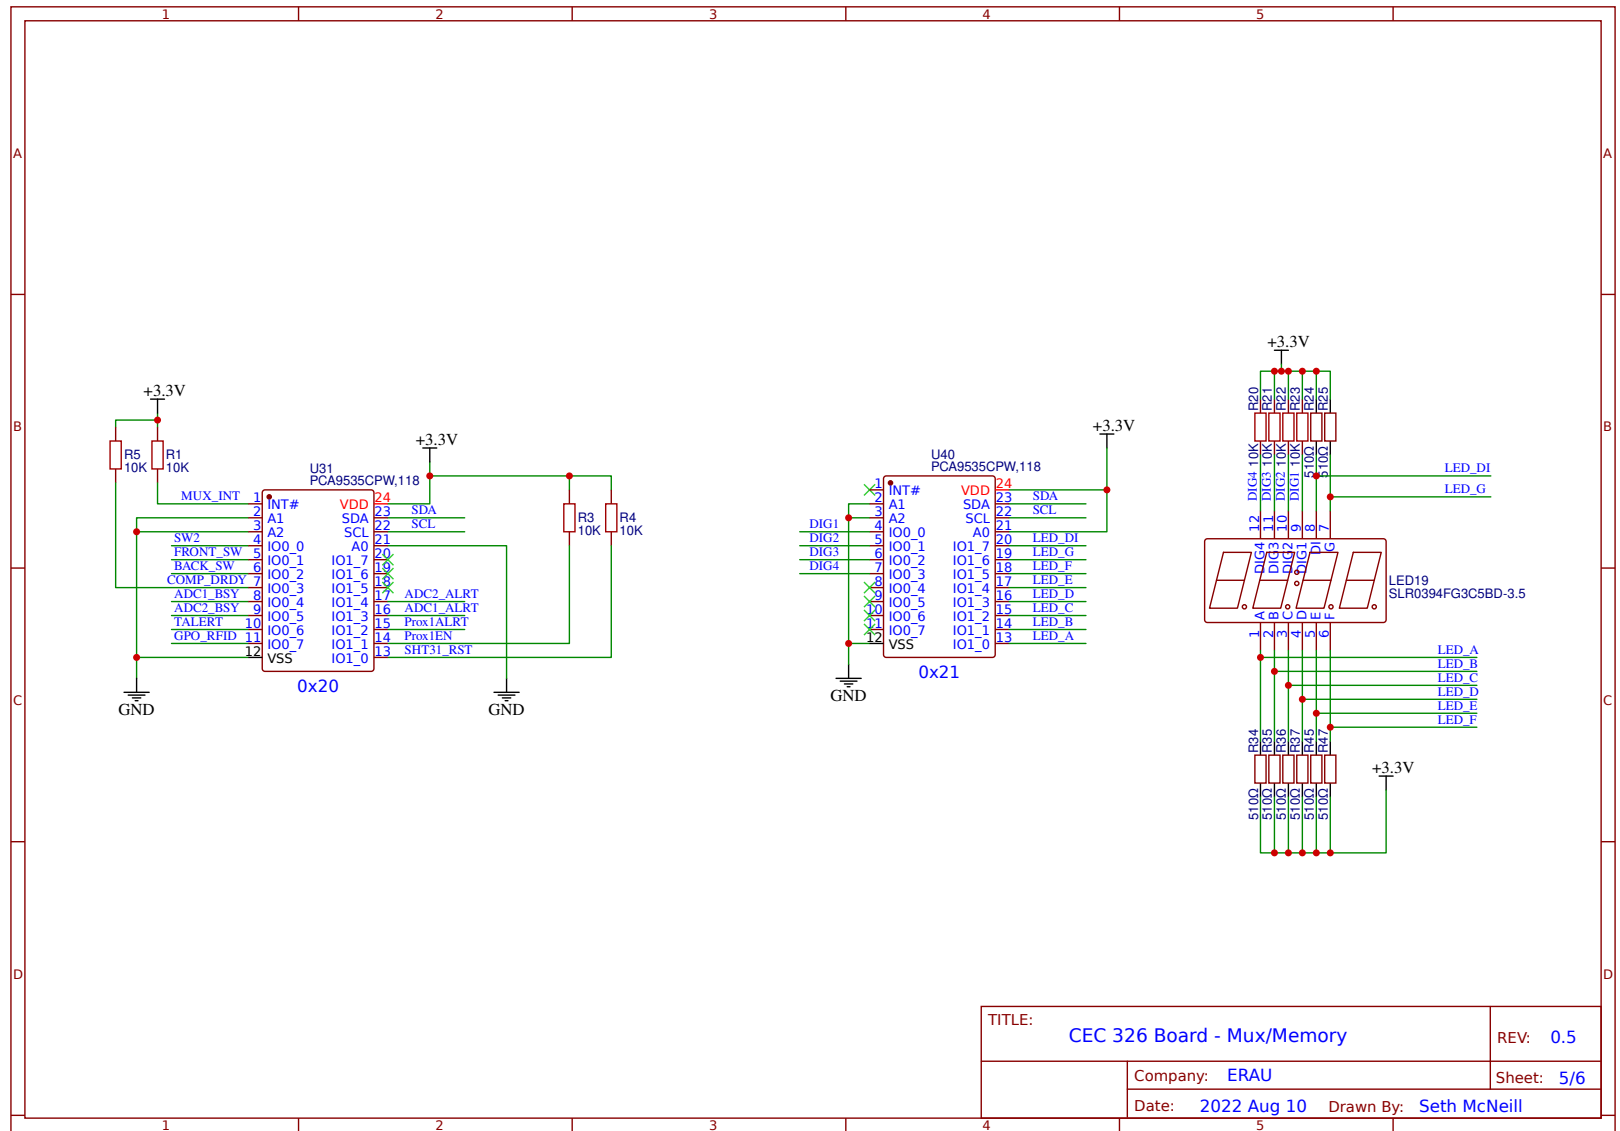 1 2 3 4 5
A A
B B
C C
D D
1 2 3 4 5
+3.3V
R5
10K
R1
10K
U31
PCA9535CPW,118
MUX_INT 1 INT#
2 A1
3 A2
SW2 4 IO0_0
FRONT_SW 5 IO0_1
BACK_SW 6 IO0_2
COMP_DRDY 7 IO0_3
ADC1_BSY 8 IO0_4
ADC2_BSY 9 IO0_5
TALERT 10 IO0_6
GPO_RFID 11 IO0_7
12 VSS
VDD 24
SDA 23 SDA
SCL 22 SCL
A0 21
IO1_7 20
IO1_6 19
IO1_5 18
IO1_4 17 ADC2_ALRT
IO1_3 16 ADC1_ALRT
IO1_2 15 Prox1ALRT
IO1_1 14 Prox1EN
IO1_0 13 SHT31_RST
0x20
GND
GND
+3.3V
R3
10K
R4
10K
U40
PCA9535CPW,118
1 INT#
2 A1
3 A2
DIG1 4 IO0_0
DIG2 5 IO0_1
DIG3 6 IO0_2
DIG4 7 IO0_3
8 IO0_4
9 IO0_5
10 IO0_6
11 IO0_7
12 VSS
VDD 24
SDA 23 SDA
SCL 22 SCL
A0 21
IO1_7 20 LED_DI
IO1_6 19 LED_G
IO1_5 18 LED_F
IO1_4 17 LED_E
IO1_3 16 LED_D
IO1_2 15 LED_C
IO1_1 14 LED_B
IO1_0 13 LED_A
0x21
GND
+3.3V
+3.3V
R20 R21 R22 R23 R24 R25
10K 10K 10K 10K 510Ω 510Ω
DIG4 DIG3 DIG2 DIG1
LED_DI
LED_G
12 11 10 9 8 7
DIG4 DIG3 DIG2 DIG1 DI G
LED19
SLR0394FG3C5BD-3.5
A B C D E F
1 2 3 4 5 6
LED_A
LED_B
LED_C
LED_D
LED_E
LED_F
R34 R35 R36 R37 R45 R47
510Ω 510Ω 510Ω 510Ω 510Ω 510Ω
+3.3V
TITLE:
CEC 326 Board - Mux/Memory
REV: 0.5
Company: ERAU
Sheet: 5/6
Date: 2022 Aug 10 Drawn By: Seth McNeill